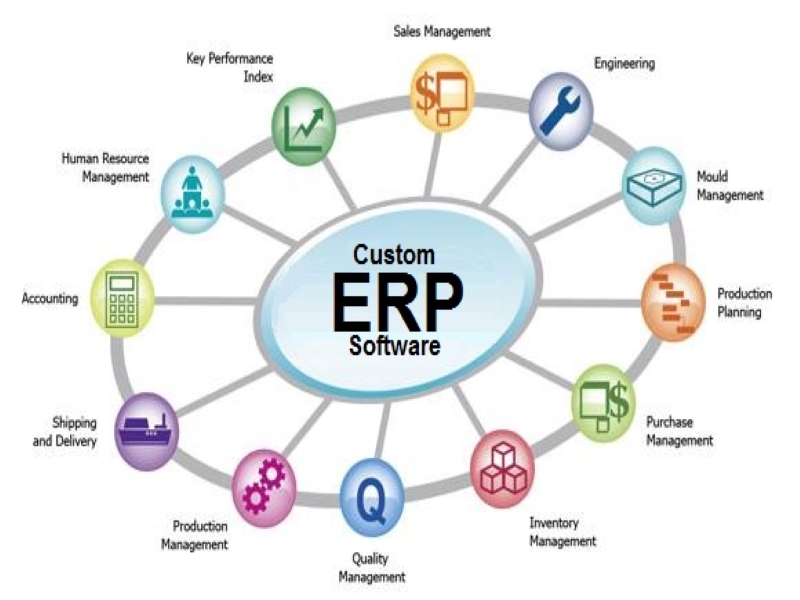 Sales Management
Key Performance
Index
Engineering
Human Resource
Management
Mould
Management
Custom
ERP
Software
Accounting
Production
Planning
Shipping
and Delivery
Purchase
Management
Production
Management
Q
Quality
Management
Inventory
Management
$
$